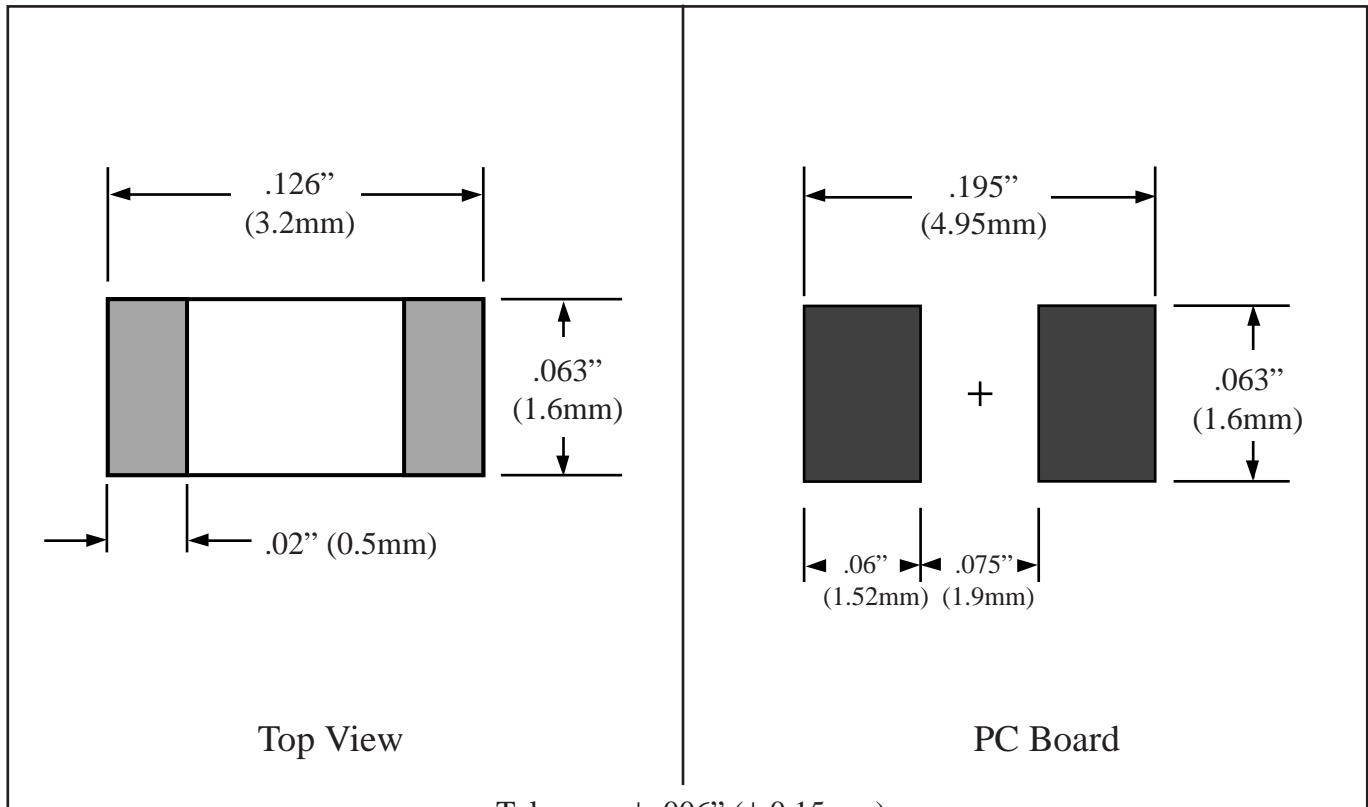 .126”
(3.2mm)
.063”
(1.6mm)
.02” (0.5mm)
Top View
.195”
(4.95mm)
+
.063”
(1.6mm)
.06”
(1.52mm)
.075”
(1.9mm)
PC Board